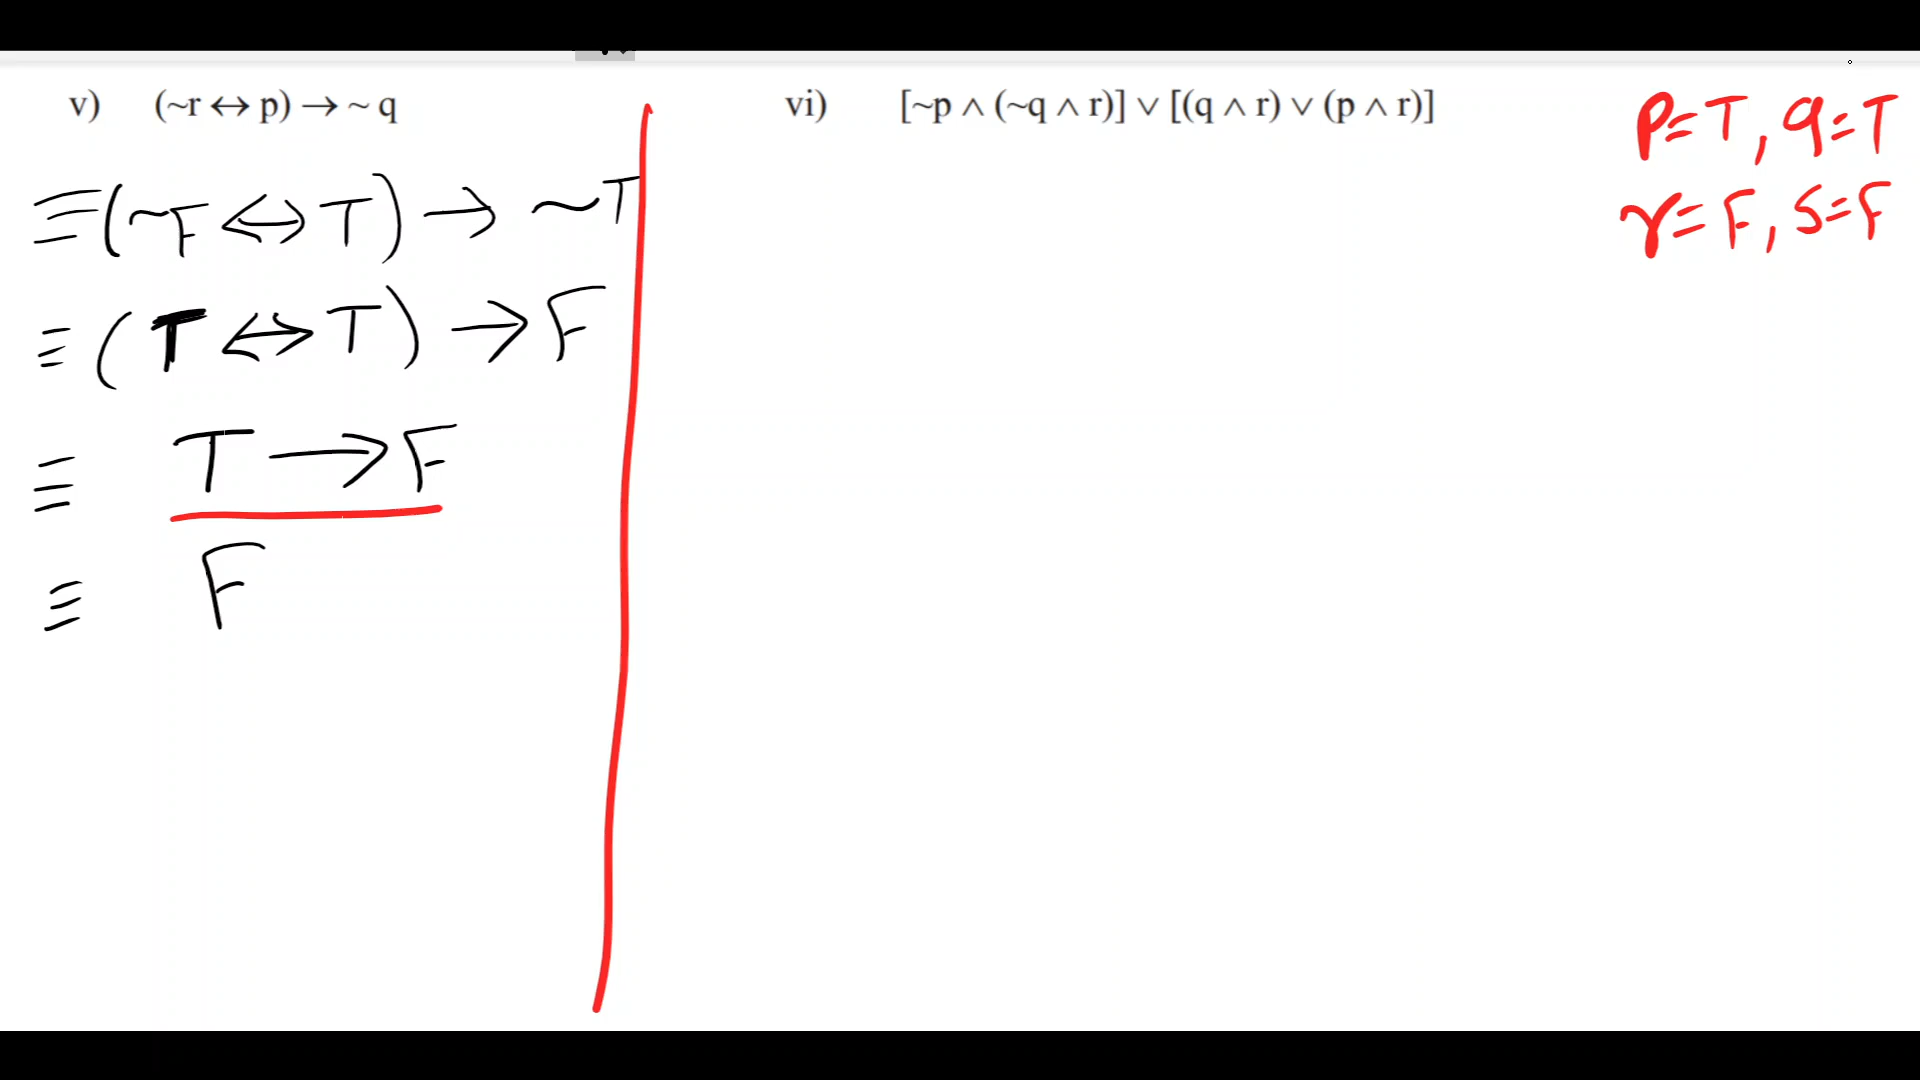 v) (~r ↔ p) → ~ q
≡ (~F ↔ T) → ~T
≡ (T ↔ T) → F
≡ T → F
≡ F
vi) [~p ∧ (~q ∧ r)] ∨ [(q ∧ r) ∨ (p ∧ r)]
p=T, q=T
r=F, s=F